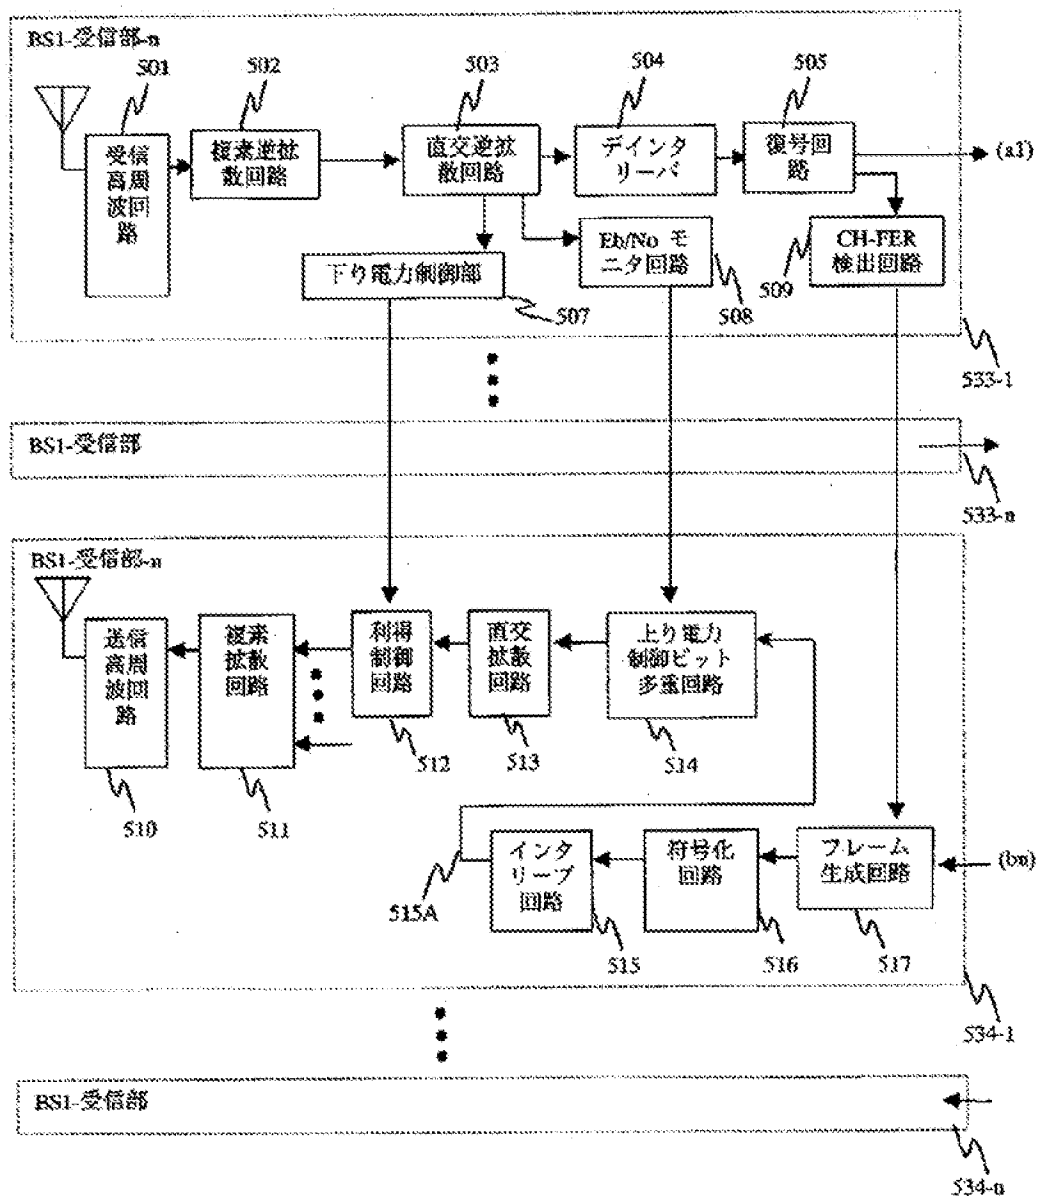 BS1-受信部-n
501
502
503
504
505
受信
高周
波回
路
複素逆拡
散回路
直交逆拡
散回路
デインタ
リーバ
復号回
路
(a1)
下り電力制御部
Eb/No モ
ニタ回路
CH-FER
検出回路
507
508
509
533-1
BS1-受信部
533-n
BS1-受信部-n
送信
高周
波回
路
複素
拡散
回路
利得
制御
回路
直交
拡散
回路
上り電力
制御ビット
多重回路
510
511
512
513
514
インタ
リーブ
回路
符号化
回路
フレーム
生成回路
(bn)
515A
515
516
517
534-1
BS1-受信部
534-n